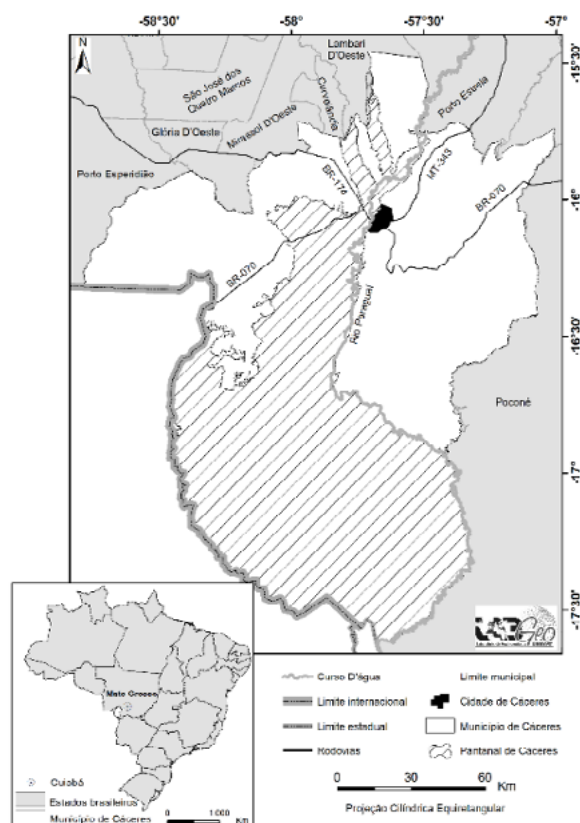 -58°30'
-58°
-57°30'
-57°
N
Lambari
D'Oeste
São José dos
Quatro Marcos
Curvelândia
Porto Estrela
-15°30'
Glória D'Oeste
Mirassol D'Oeste
Porto Esperidião
BR-174
MT-343
BR-070
-16°
BR-070
Rio Paraguai
-16°30'
Poconé
-17°
-17°30'
LABGEO
Mato Grosso
Cuiabá
Estados brasileiros
Município de Cáceres
0 1 000
Km
Curso D'água
Limite internacional
Limite estadual
Rodovias
Limite municipal
Cidade de Cáceres
Município de Cáceres
Pantanal de Cáceres
0 30 60
Km
Projeção Cilíndrica Equiretangular